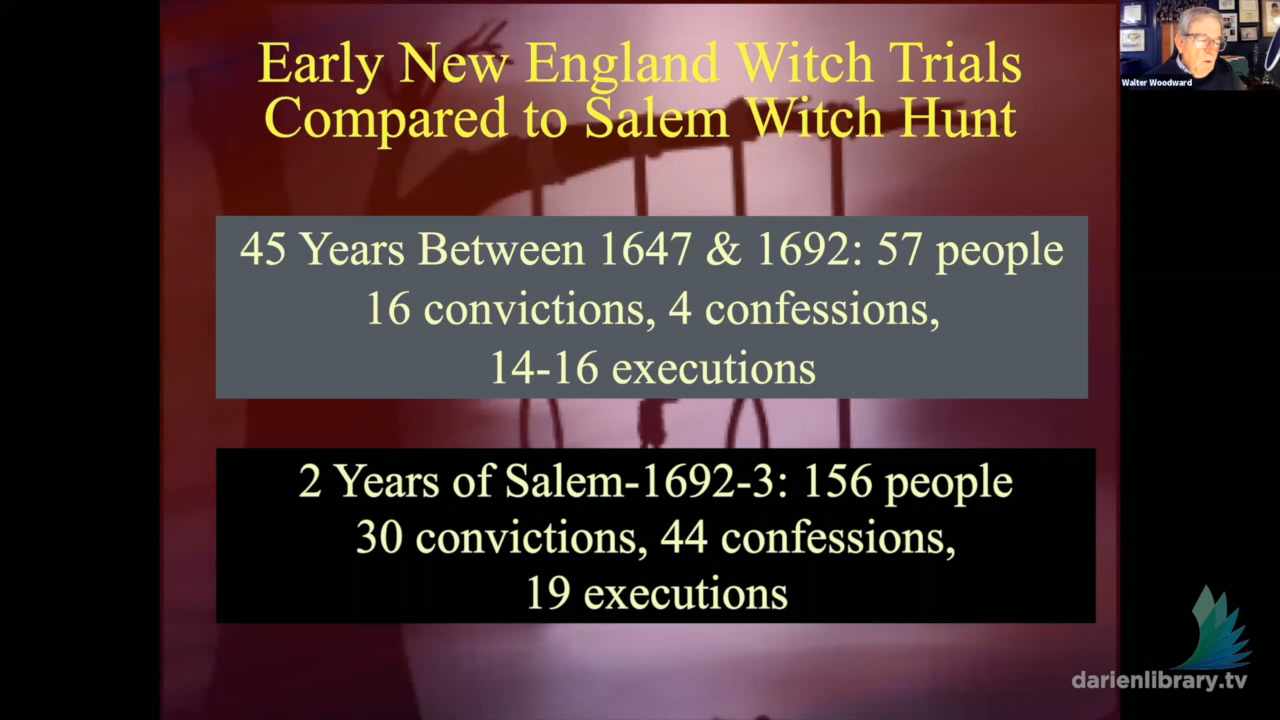 Early New England Witch Trials
Compared to Salem Witch Hunt
Walter Woodward
45 Years Between 1647 & 1692: 57 people
16 convictions, 4 confessions,
14-16 executions
2 Years of Salem-1692-3: 156 people
30 convictions, 44 confessions,
19 executions
darienlibrary.tv